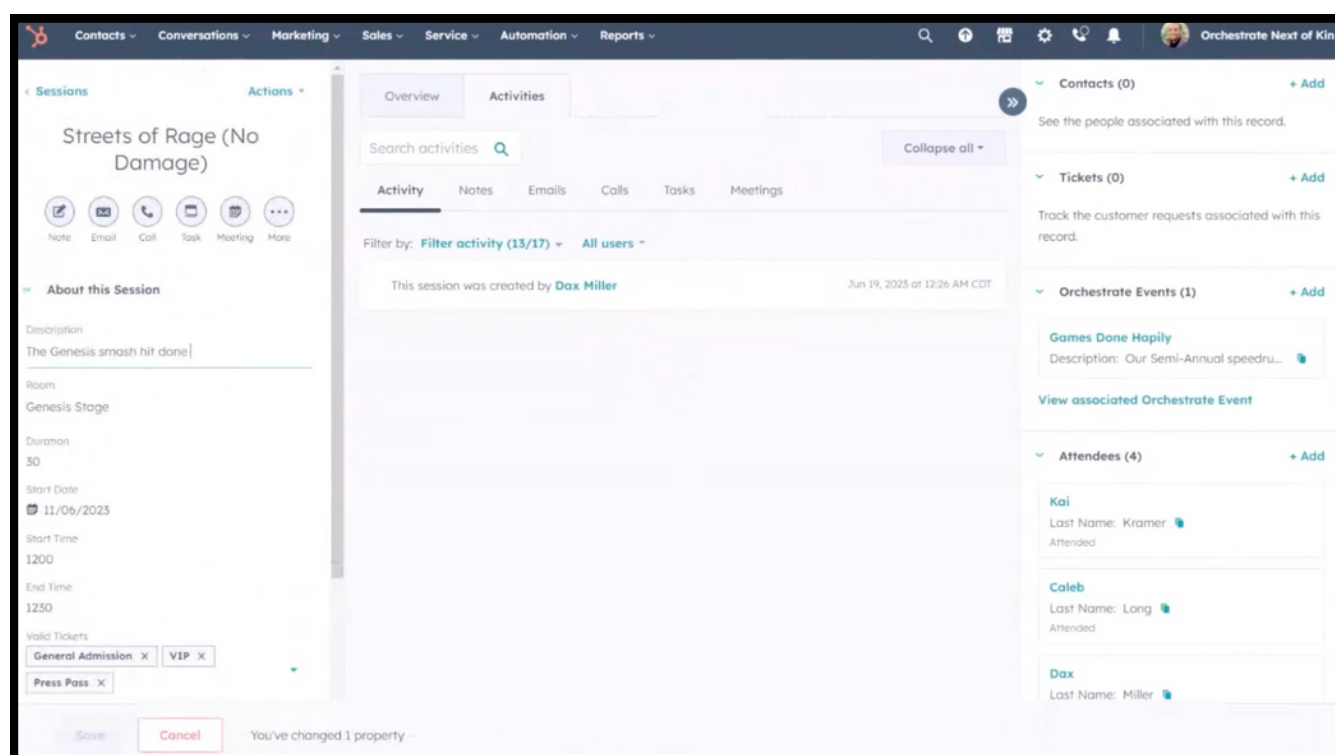 Contacts Conversations Marketing Sales Service Automation Reports Orchestrate Next of Kin
Sessions Actions
Streets of Rage (No
Damage)
Note Email Call Task Meeting More
About this Session
Description
The Genesis smash hit done
Room
Genesis Stage
Duration
30
Start Date
11/06/2023
Start Time
1200
End Time
1230
Valid Tickets
General Admission × VIP ×
Press Pass ×
Overview Activities
Search activities Collapse all
Activity Notes Emails Calls Tasks Meetings
Filter by: Filter activity (13/17) All users
This session was created by Dax Miller Jun 19, 2023 at 12:26 AM CDT
Contacts (0) + Add
See the people associated with this record.
Tickets (0) + Add
Track the customer requests associated with this
record.
Orchestrate Events (1) + Add
Games Done Hapily
Description: Our Semi-Annual speedru...
View associated Orchestrate Event
Attendees (4) + Add
Kai
Last Name: Kramer
Attended
Caleb
Last Name: Long
Attended
Dax
Last Name: Miller
Save Cancel You've changed 1 property